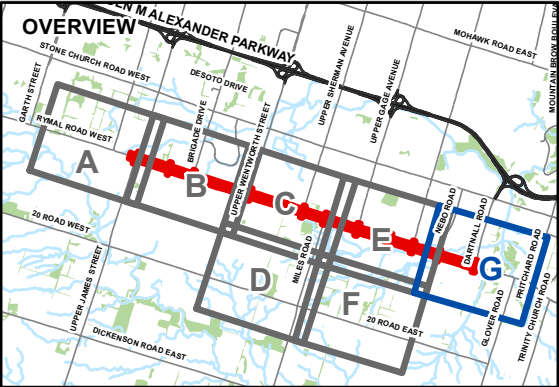 OVERVIEW
EN M ALEXANDER PARKWAY
MOHAWK ROAD EAST
MOUNTAIN BROW BOULEV
STONE CHURCH ROAD WEST
DESOTO DRIVE
UPPER SHERMAN AVENUE
UPPER GAGE AVENUE
GARTH STREET
RYMAL ROAD WEST
BRIGADE DRIVE
UPPER WENTWORTH STREET
A
B
C
E
NEBO ROAD
DARTNALL ROAD
G
PRITCHARD ROAD
20 ROAD WEST
UPPER JAMES STREET
MILES ROAD
D
F
20 ROAD EAST
GLOVER ROAD
TRINITY CHURCH ROAD
DICKENSON ROAD EAST